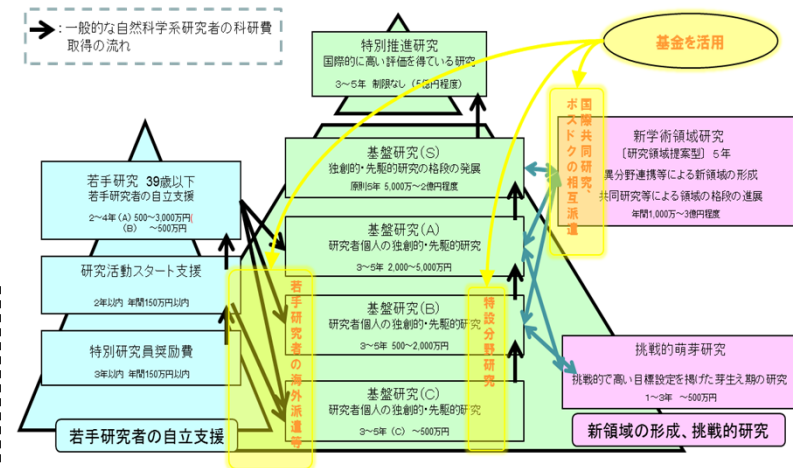 ：一般的な自然科学系研究者の科研費
取得の流れ
特別推進研究
国際的に高い評価を得ている研究
3～5年 制限なし（5億円程度）
基金を活用
国際共同研究、
ポスドクの相互派遣
新学術領域研究
〔研究領域提案型〕5年
異分野連携等による新領域の形成
共同研究等による領域の格段の進展
年間1,000万～3億円程度
基盤研究(S)
独創的・先駆的研究の格段の発展
原則5年 5,000万～2億円程度
若手研究 39歳以下
若手研究者の自立支援
2～4年 (A) 500～3,000万円(
(B) ～500万円
基盤研究(A)
研究者個人の独創的・先駆的研究
3～5年 2,000～5,000万円
研究活動スタート支援
2年以内 年間150万円以内
基盤研究(B)
研究者個人の独創的・先駆的研究
3～5年 500～2,000万円
特別研究員奨励費
3年以内 年間150万円以内
基盤研究(C)
研究者個人の独創的・先駆的研究
3～5年 (C) ～500万円
若手研究者の海外派遣等
特設分野研究
挑戦的萌芽研究
挑戦的で高い目標設定を掲げた芽生え期の研究
1～3年 ～500万円
若手研究者の自立支援
新領域の形成、挑戦的研究